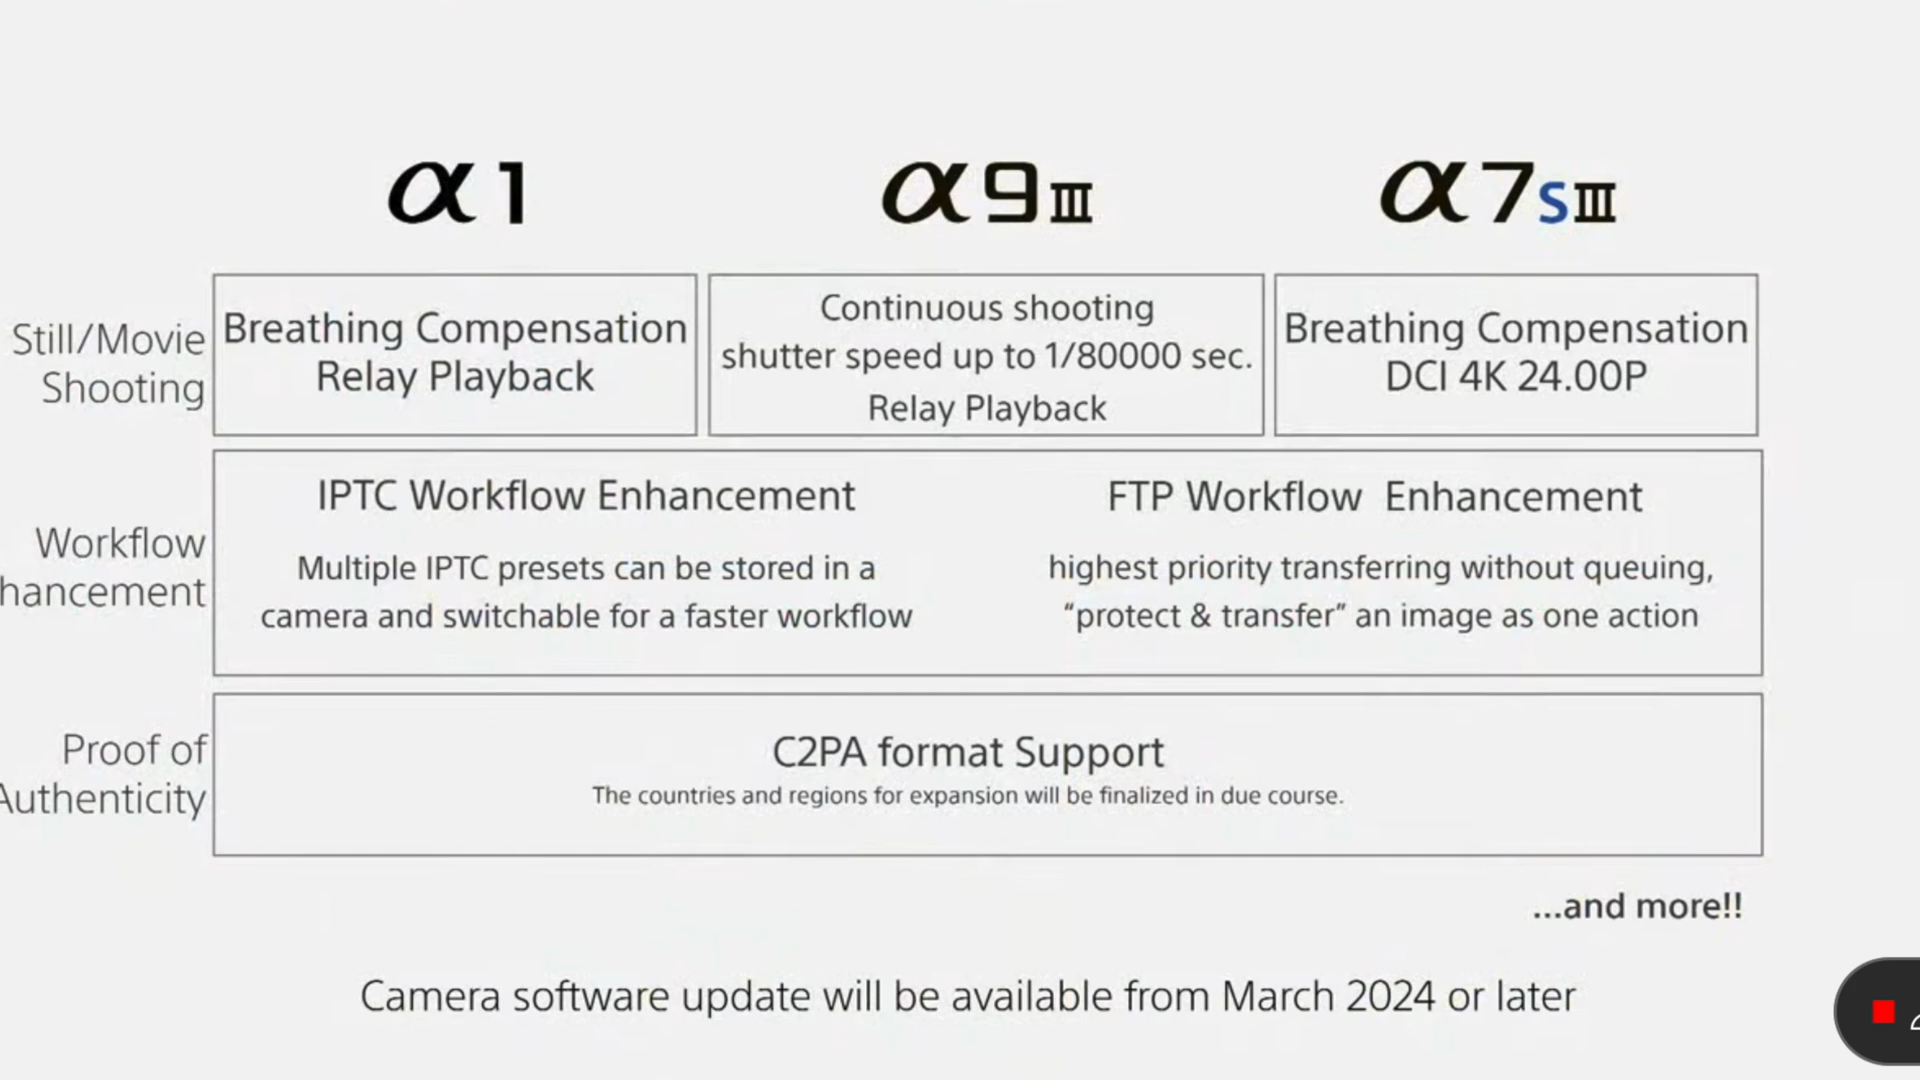 α1
α9III
α7SIII
Still/Movie
Shooting
Breathing Compensation
Relay Playback
Continuous shooting
shutter speed up to 1/80000 sec.
Relay Playback
Breathing Compensation
DCI 4K 24.00P
Workflow
hancement
IPTC Workflow Enhancement
Multiple IPTC presets can be stored in a
camera and switchable for a faster workflow
FTP Workflow Enhancement
highest priority transferring without queuing,
“protect & transfer” an image as one action
Proof of
Authenticity
C2PA format Support
The countries and regions for expansion will be finalized in due course.
...and more!!
Camera software update will be available from March 2024 or later